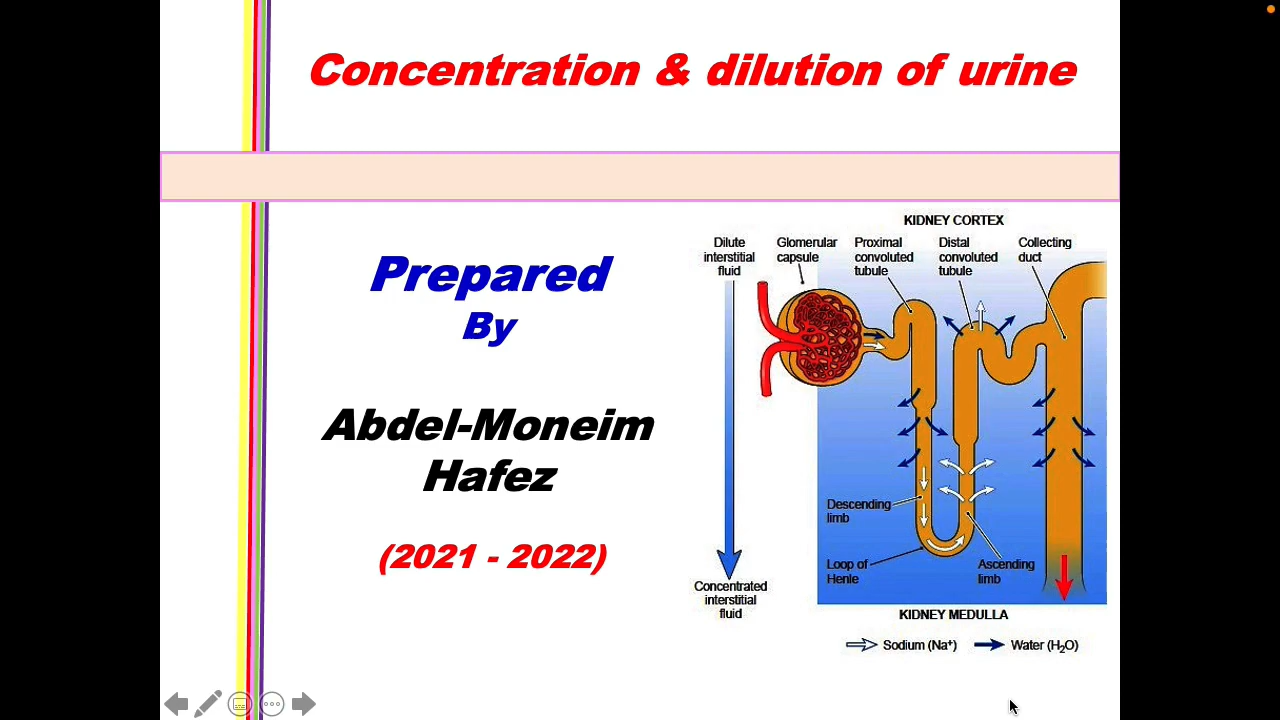 Concentration & dilution of urine
Prepared
By
Abdel-Moneim
Hafez
(2021 - 2022)
KIDNEY CORTEX
Dilute
interstitial
fluid
Glomerular
capsule
Proximal
convoluted
tubule
Distal
convoluted
tubule
Collecting
duct
Descending
limb
Loop of
Henle
Ascending
limb
Concentrated
interstitial
fluid
KIDNEY MEDULLA
Sodium (Na⁺)
Water (H₂O)